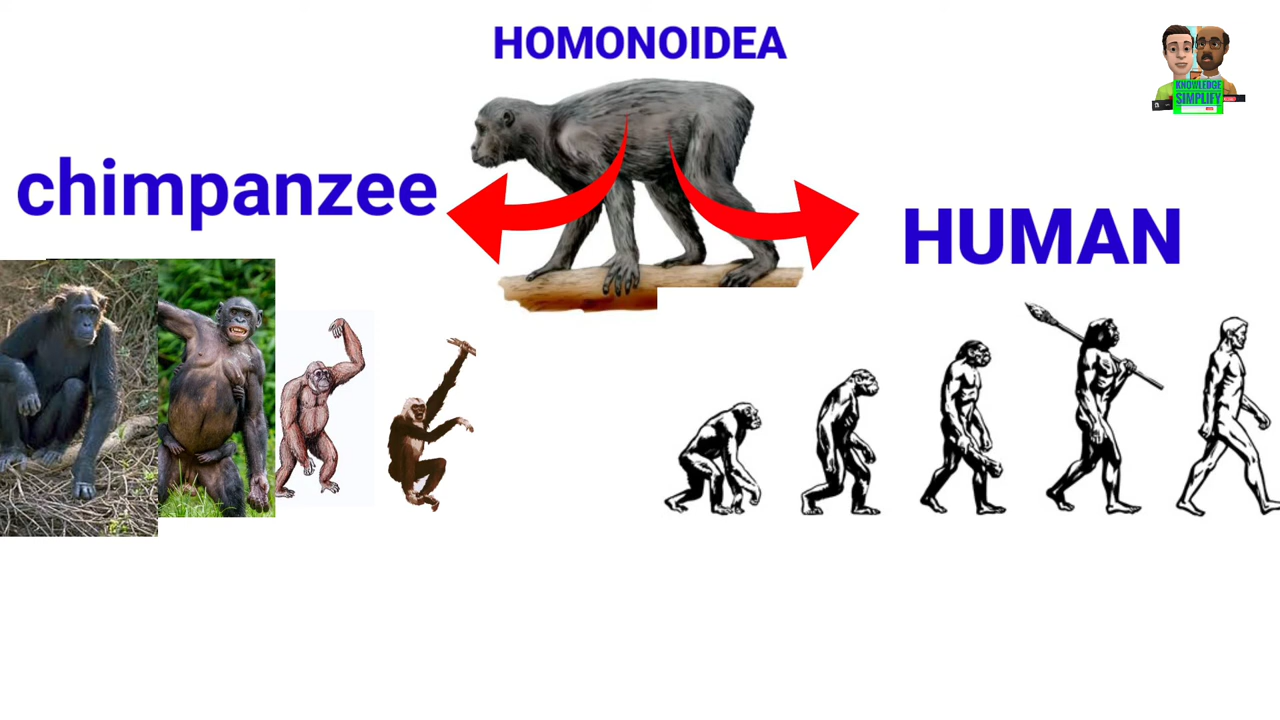 HOMONOIDEA
KNOWLEDGE
SIMPLIFY
chimpanzee
HUMAN